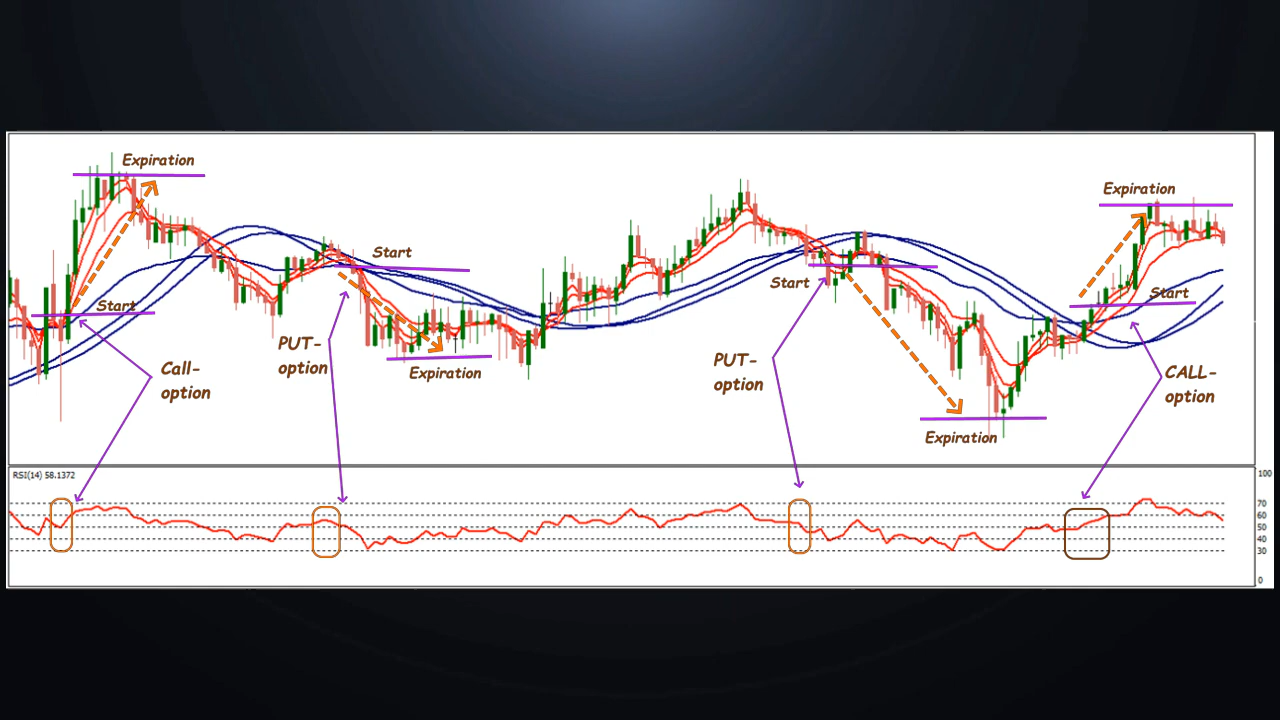 Expiration
Start
Call-
option
Start
PUT-
option
Expiration
Start
PUT-
option
Expiration
Expiration
Start
CALL-
option
RSI(14) 58.1372
100
70
60
50
40
30
0